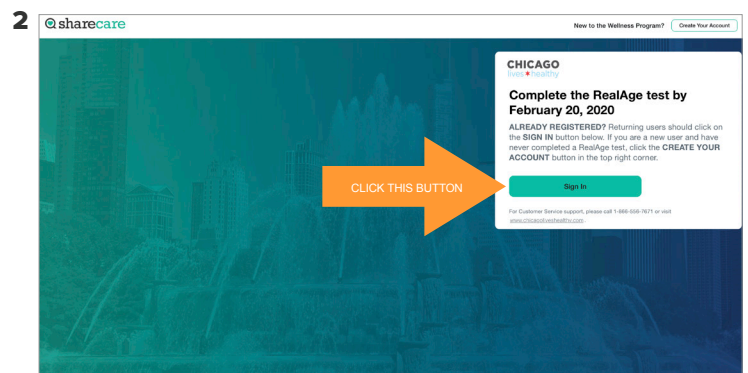 2
sharecare
New to the Wellness Program? Create Your Account
CHICAGO
lives*healthy
Complete the RealAge test by
February 20, 2020
ALREADY REGISTERED? Returning users should click on
the SIGN IN button below. If you are a new user and have
never completed a RealAge test, click the CREATE YOUR
ACCOUNT button in the top right corner.
CLICK THIS BUTTON
Sign In
For Customer Service support, please call 1-866-556-7671 or visit
www.chicagoliveshealthy.com.